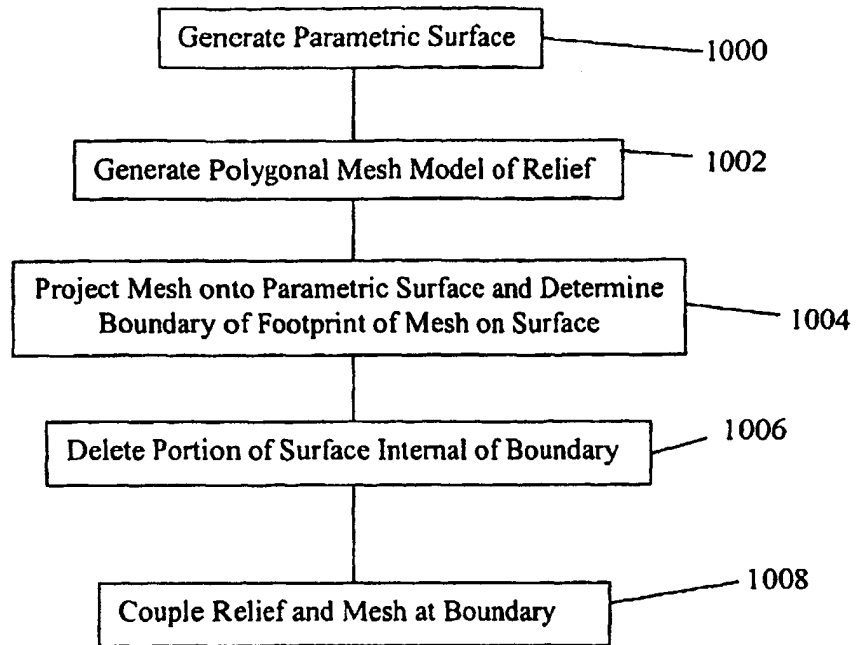 Generate Parametric Surface
1000
Generate Polygonal Mesh Model of Relief
1002
Project Mesh onto Parametric Surface and Determine
Boundary of Footprint of Mesh on Surface
1004
Delete Portion of Surface Internal of Boundary
1006
Couple Relief and Mesh at Boundary
1008